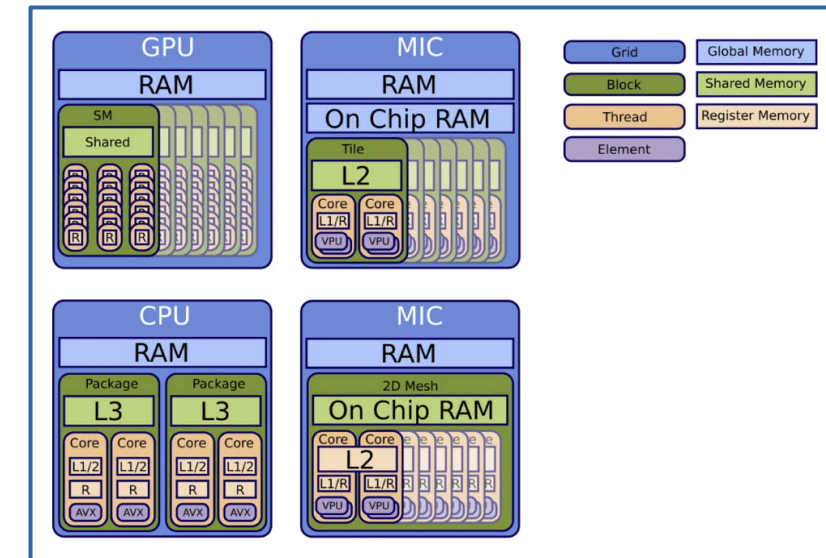 GPU
RAM
SM
Shared
R R R
MIC
RAM
On Chip RAM
Tile
L2
Core Core
L1/R L1/R
VPU VPU
Grid Global Memory
Block Shared Memory
Thread Register Memory
Element
CPU
RAM
Package Package
L3 L3
Core Core Core Core
L1/2 L1/2 L1/2 L1/2
R R R R
AVX AVX AVX AVX
MIC
RAM
2D Mesh
On Chip RAM
Core Core e e e e e e
L2
L1/R L1/R R R R R R R
VPU VPU